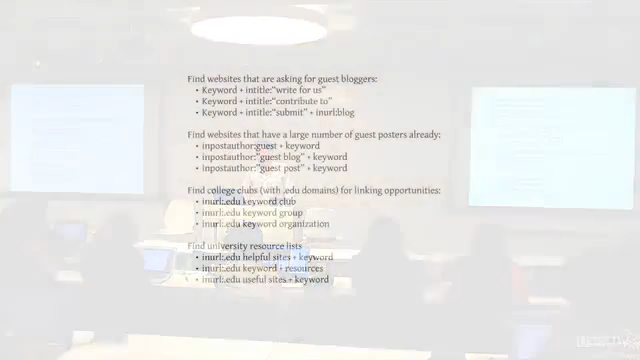 Find websites that are asking for guest bloggers:
• Keyword + intitle:“write for us”
• Keyword + intitle:“contribute to”
• Keyword + intitle:“submit” + inurl:blog
Find websites that have a large number of guest posters already:
• inpostauthor:guest + keyword
• inpostauthor:“guest blog” + keyword
• inpostauthor:“guest post” + keyword
Find college clubs (with .edu domains) for linking opportunities:
• inurl:.edu keyword club
• inurl:.edu keyword group
• inurl:.edu keyword organization
Find university resource lists
• inurl:.edu helpful sites + keyword
• inurl:.edu keyword + resources
• inurl:.edu useful sites + keyword